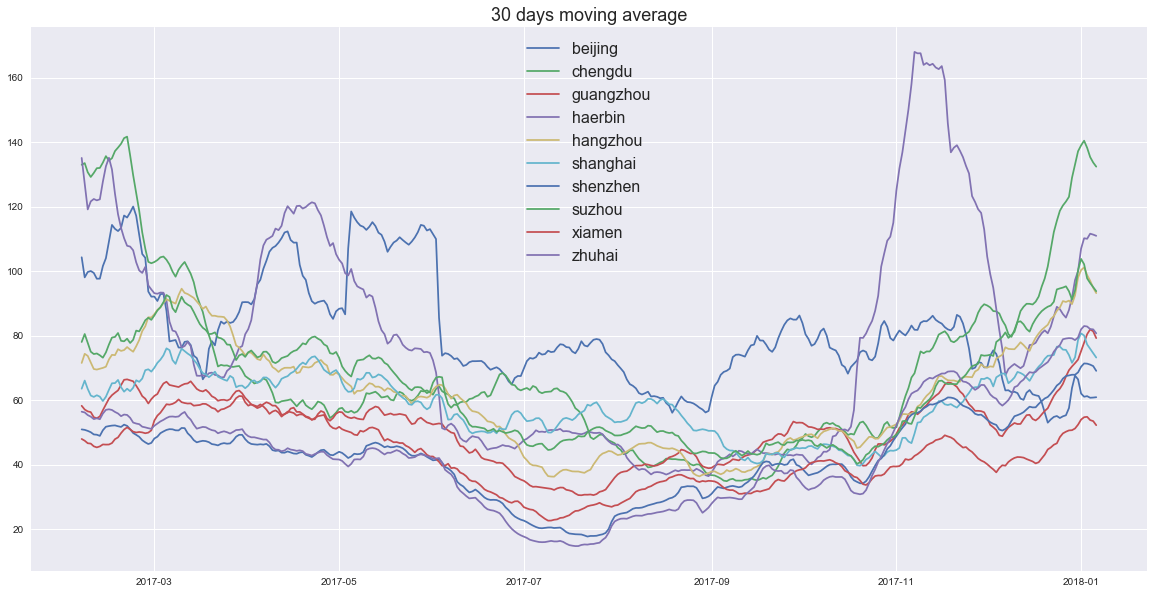 30 days moving average
beijing
chengdu
guangzhou
haerbin
hangzhou
shanghai
shenzhen
suzhou
xiamen
zhuhai
160
140
120
100
80
60
40
20
2017-03 2017-05 2017-07 2017-09 2017-11 2018-01